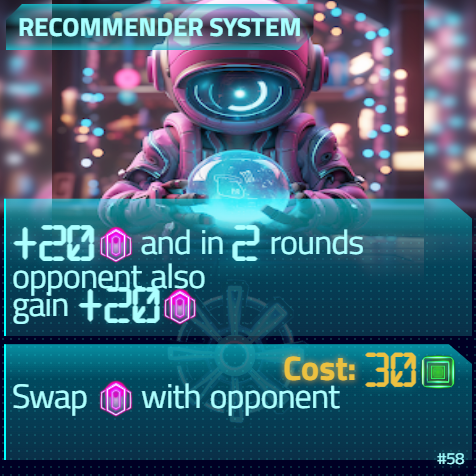 RECOMMENDER SYSTEM
+20 and in 2 rounds
opponent also
gain +20
Cost: 30
Swap with opponent
#58